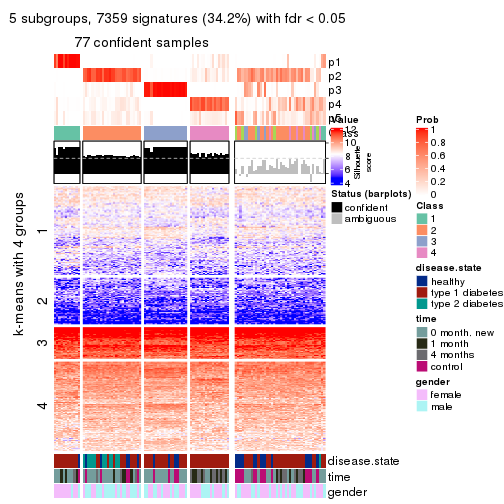 5 subgroups, 7359 signatures (34.2%) with fdr < 0.05
77 confident samples
p1
p2
p3
p4
Class
k-means with 4 groups
1
2
3
4
disease.state
time
gender
Value
12
10
8
6
4
Silhouette
score
Status (barplots)
confident
ambiguous
Prob
1
0.8
0.6
0.4
0.2
0
Class
1
2
3
4
disease.state
healthy
type 1 diabetes
type 2 diabetes
time
0 month. new
1 month
4 months
control
gender
female
male